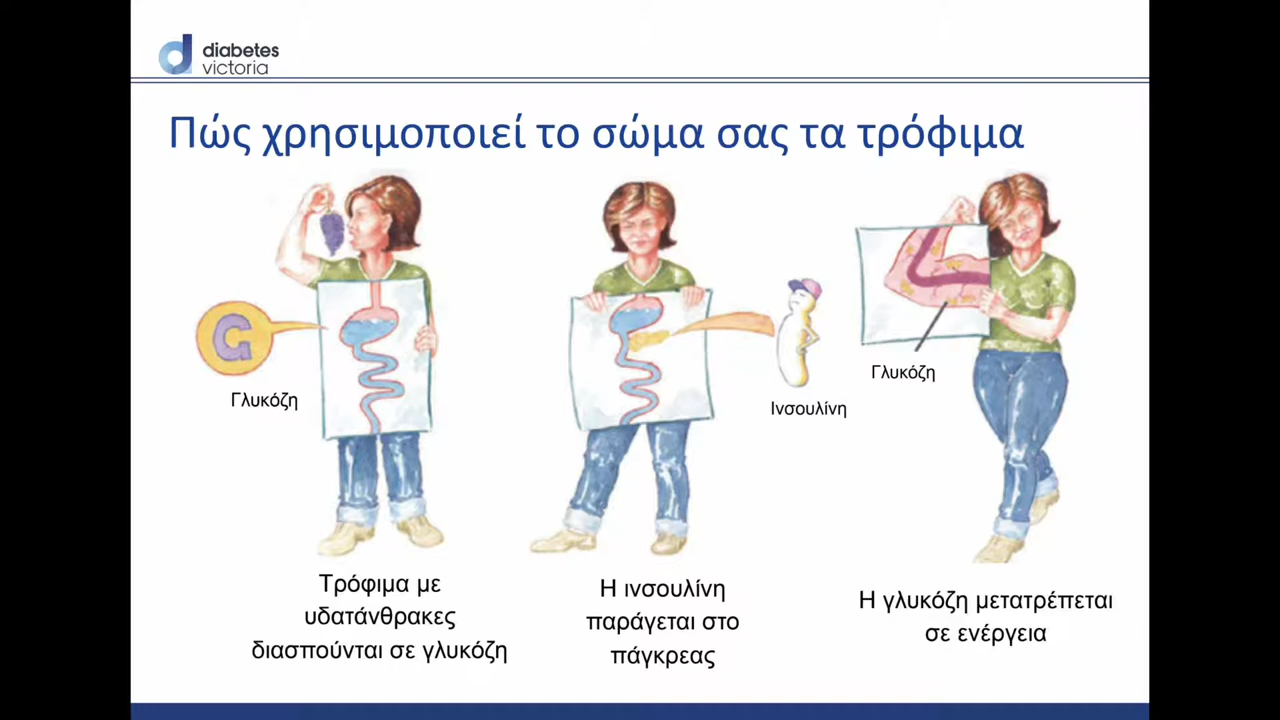 diabetes
victoria
Πώς χρησιμοποιεί το σώμα σας τα τρόφιμα
G
Γλυκόζη
Ινσουλίνη
Γλυκόζη
Τρόφιμα με
υδατάνθρακες
διασπούνται σε γλυκόζη
Η ινσουλίνη
παράγεται στο
πάγκρεας
Η γλυκόζη μετατρέπεται
σε ενέργεια